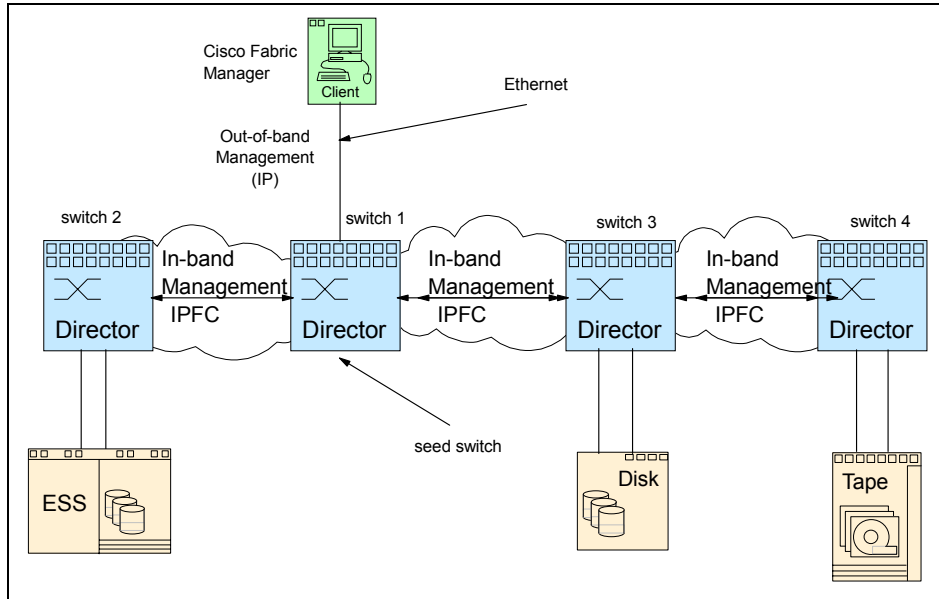 Cisco Fabric
Manager
Client
Ethernet
Out-of-band
Management
(IP)
switch 2
switch 1
switch 3
switch 4
In-band
Management
IPFC
In-band
Management
IPFC
In-band
Management
IPFC
Director
Director
Director
Director
seed switch
ESS
Disk
Tape